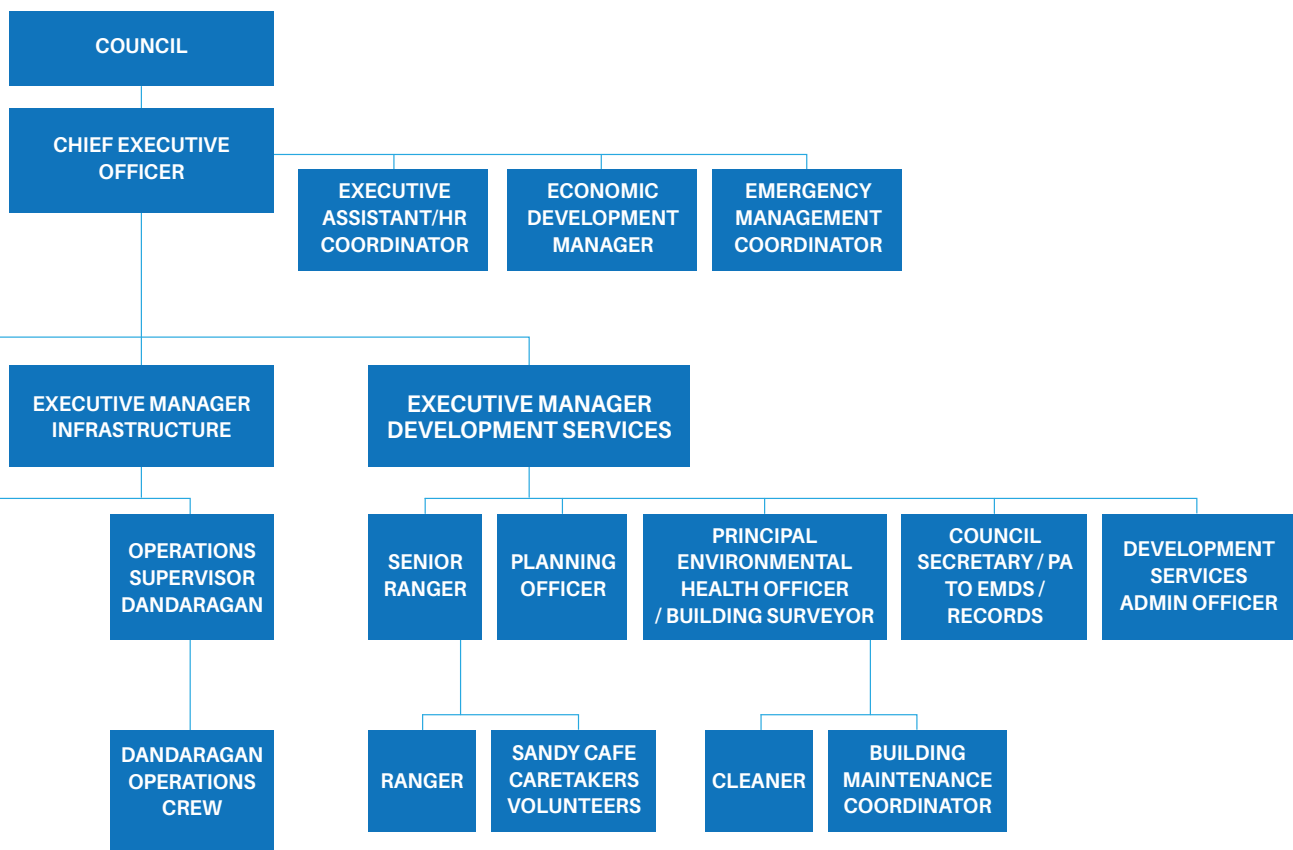 COUNCIL
CHIEF EXECUTIVE
OFFICER
EXECUTIVE
ASSISTANT/HR
COORDINATOR
ECONOMIC
DEVELOPMENT
MANAGER
EMERGENCY
MANAGEMENT
COORDINATOR
EXECUTIVE MANAGER
INFRASTRUCTURE
EXECUTIVE MANAGER
DEVELOPMENT SERVICES
OPERATIONS
SUPERVISOR
DANDARAGAN
SENIOR
RANGER
PLANNING
OFFICER
PRINCIPAL
ENVIRONMENTAL
HEALTH OFFICER
/ BUILDING SURVEYOR
COUNCIL
SECRETARY / PA
TO EMDS /
RECORDS
DEVELOPMENT
SERVICES
ADMIN OFFICER
DANDARAGAN
OPERATIONS
CREW
RANGER
SANDY CAFE
CARETAKERS
VOLUNTEERS
CLEANER
BUILDING
MAINTENANCE
COORDINATOR